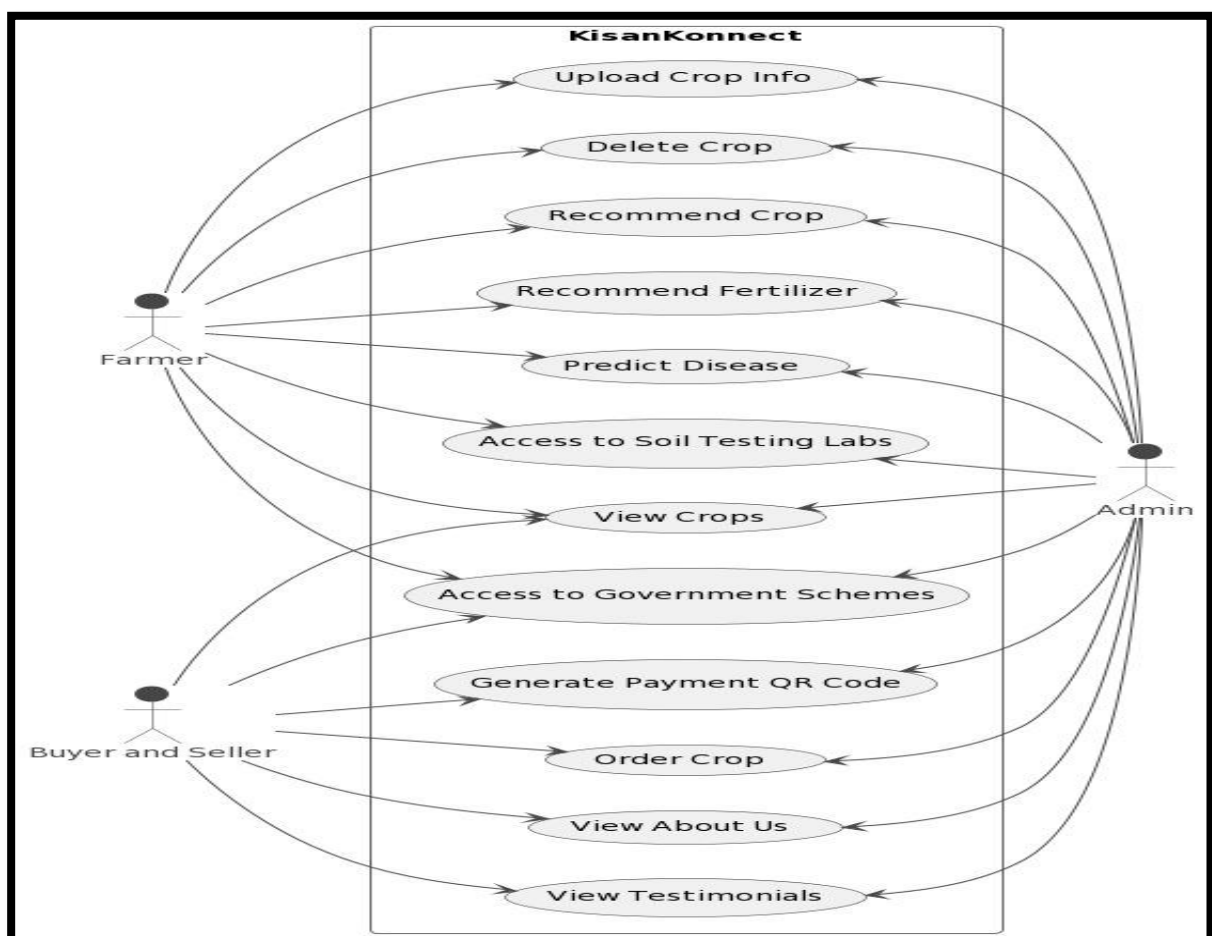 KisanKonnect
Upload Crop Info
Delete Crop
Recommend Crop
Recommend Fertilizer
Predict Disease
Farmer
Access to Soil Testing Labs
View Crops
Admin
Access to Government Schemes
Generate Payment QR Code
Buyer and Seller
Order Crop
View About Us
View Testimonials